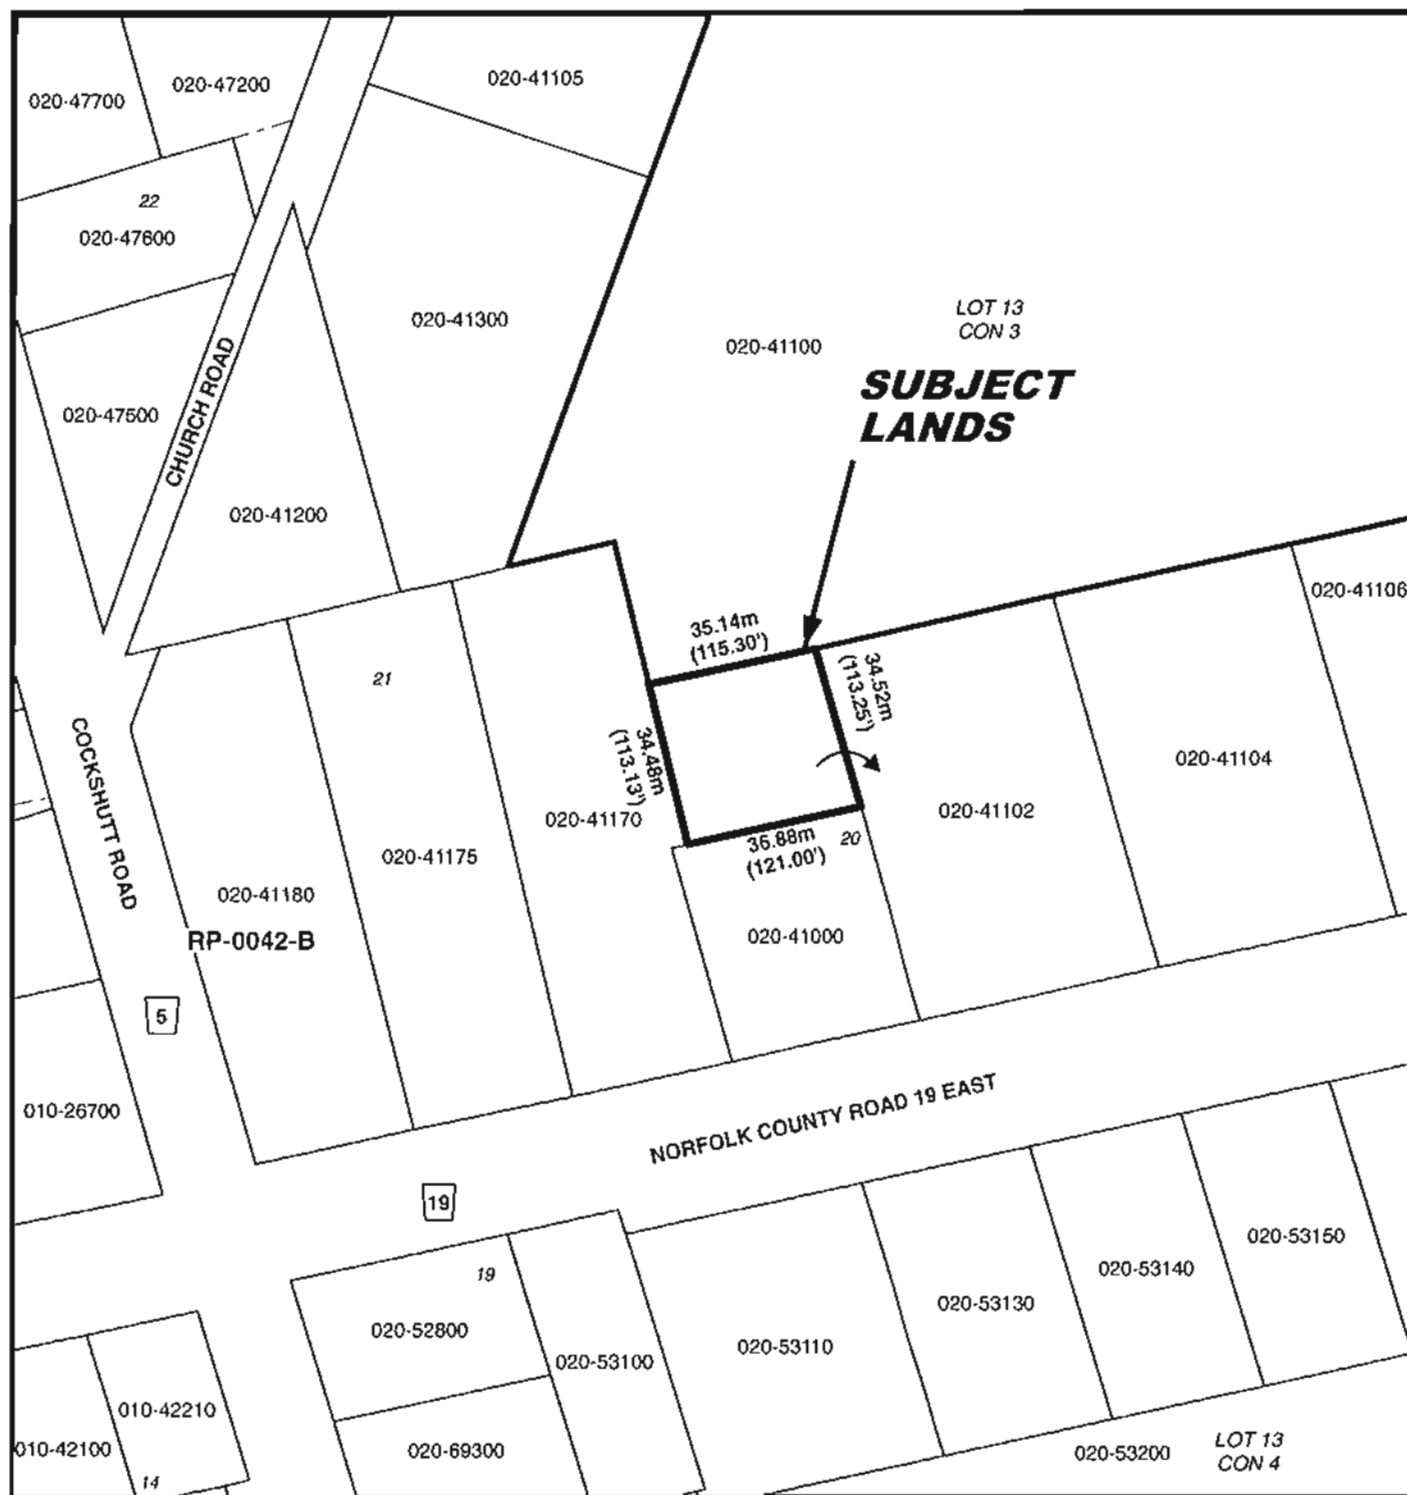 020-47700
020-47200
020-41105
22
020-47600
020-41300
LOT 13
CON 3
020-41100
SUBJECT
LANDS
CHURCH ROAD
020-47500
020-41200
020-41106
35.14m
(115.30')
34.52m
(113.25')
21
COCKSHUTT ROAD
34.48m
(113.13')
020-41104
020-41170
020-41102
36.88m
(121.00')
20
020-41175
020-41180
RP-0042-B
020-41000
5
010-26700
NORFOLK COUNTY ROAD 19 EAST
19
19
020-52800
020-53100
020-53110
020-53130
020-53140
020-53150
010-42210
010-42100
14
020-69300
020-53200
LOT 13
CON 4